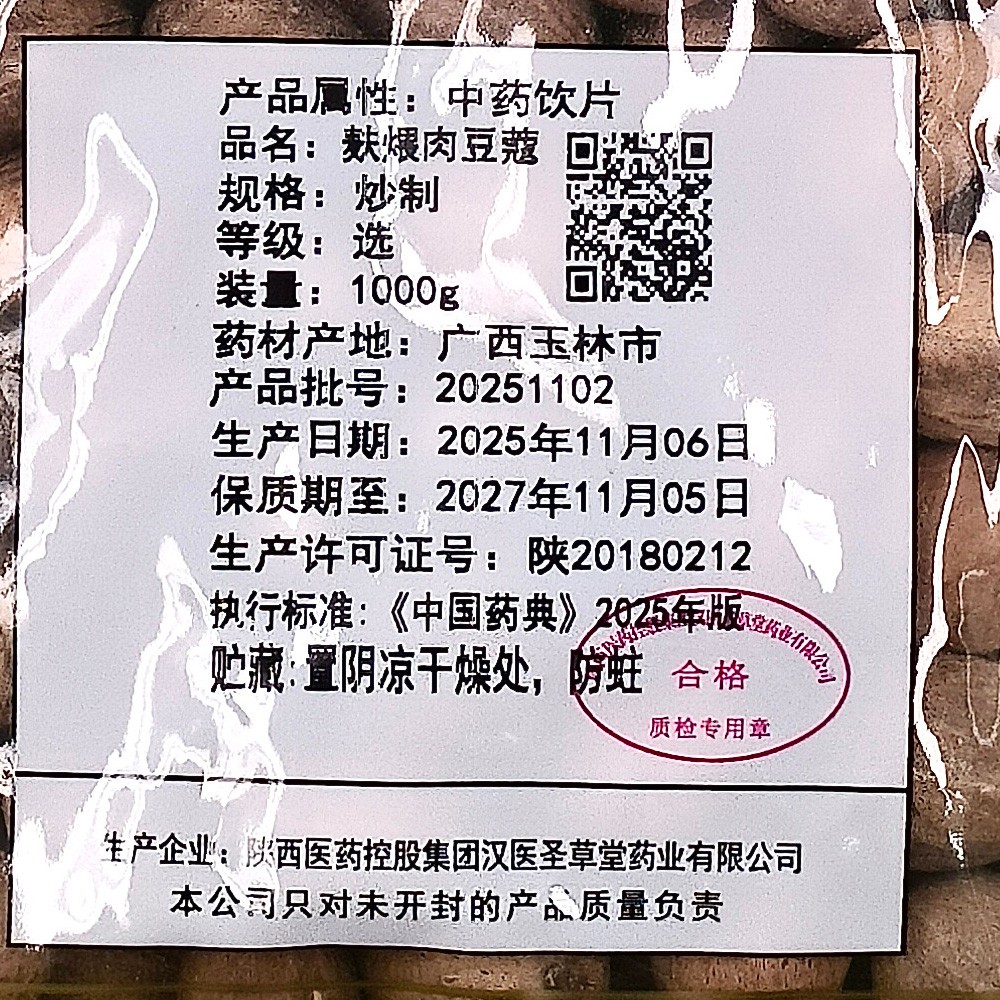 产品属性：中药饮片
品名：麸煨肉豆蔻
规格：炒制
等级：选
装量：1000g
药材产地：广西玉林市
产品批号：20251102
生产日期：2025年11月06日
保质期至：2027年11月05日
生产许可证号：陕20180212
执行标准：《中国药典》2025年版
贮藏：置阴凉干燥处，防蛀
合格
质检专用章
生产企业：陕西医药控股集团汉医圣草堂药业有限公司
本公司只对未开封的产品质量负责